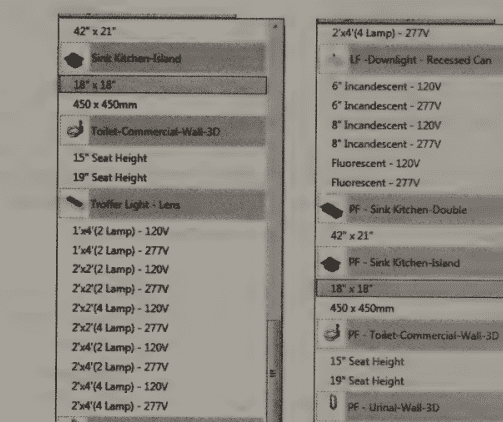 42" x 21"
Sink Kitchen-Island
18" x 18"
450 x 450mm
Toilet-Commercial-Wall-3D
15" Seat Height
19" Seat Height
Troffer Light - Lens
1'x4'(2 Lamp) - 120V
1'x4'(2 Lamp) - 277V
2'x2'(2 Lamp) - 120V
2'x2'(2 Lamp) - 277V
2'x2'(4 Lamp) - 120V
2'x2'(4 Lamp) - 277V
2'x4'(2 Lamp) - 120V
2'x4'(2 Lamp) - 277V
2'x4'(4 Lamp) - 120V
2'x4'(4 Lamp) - 277V
2'x4'(4 Lamp) - 277V
LF -Downlight - Recessed Can
6" Incandescent - 120V
6" Incandescent - 277V
8" Incandescent - 120V
8" Incandescent - 277V
Fluorescent - 120V
Fluorescent - 277V
PF - Sink Kitchen-Double
42" x 21"
PF - Sink Kitchen-Island
18" x 18"
450 x 450mm
PF - Toilet-Commercial-Wall-3D
15" Seat Height
19" Seat Height
PF - Urinal-Wall-3D